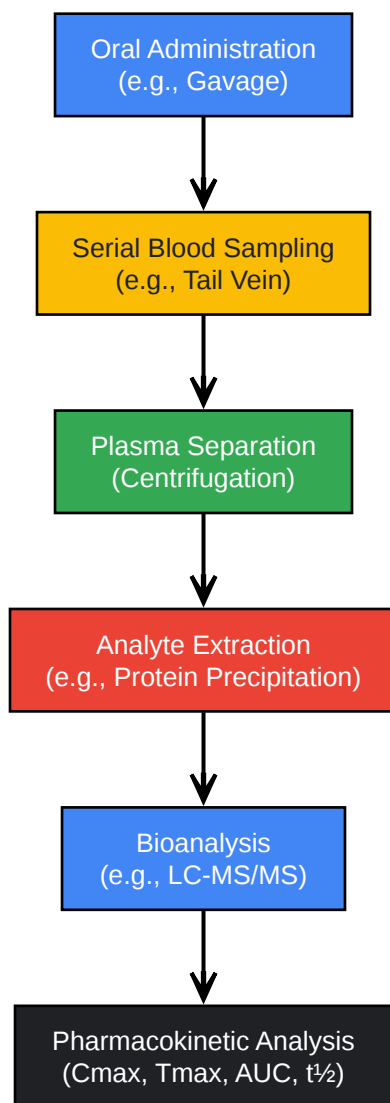 Oral Administration
(e.g., Gavage)
Serial Blood Sampling
(e.g., Tail Vein)
Plasma Separation
(Centrifugation)
Analyte Extraction
(e.g., Protein Precipitation)
Bioanalysis
(e.g., LC-MS/MS)
Pharmacokinetic Analysis
(Cmax, Tmax, AUC, t½)